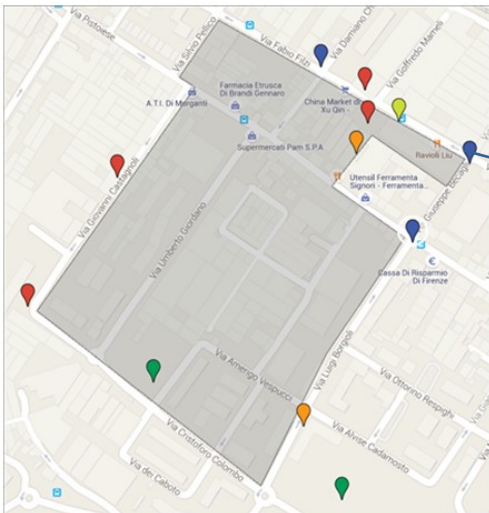 Via Pistoiese
Via Silvio Pellico
Via Fabio Filzi
Via Damiano Ch
Via Goffredo Mameli
Farmacia Etrusca
Di Brandi Gennaro
A.T.I. Di Morganti
China Market di
Xu Qin -
Supermercati Pam S.P.A
Ravioli Liu
Utensil Ferramenta
Signori - Ferramenta...
Giuseppe Becagli
Via Giovanni Castagnoli
Via Umberto Giordano
Cassa Di Risparmio
Di Firenze
Via Luigi Borgioli
Via Amerigo Vespucci
Via Ottorino Respighi
Via Alvise Cadamosto
Via Cristoforo Colombo
Via dei Caboto